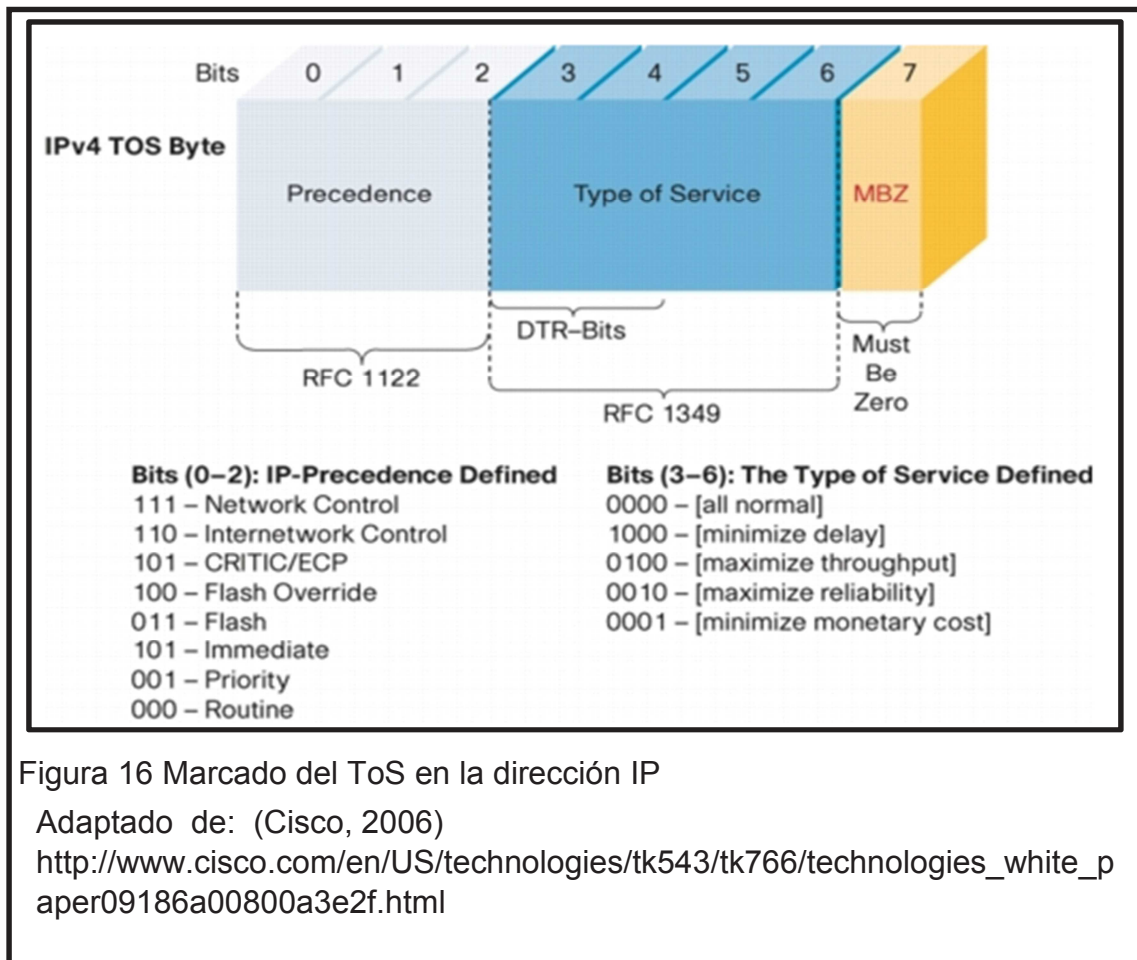 Bits 0 1 2 3 4 5 6 7
IPv4 TOS Byte
Precedence Type of Service MBZ
DTR–Bits
RFC 1122
RFC 1349
Must
Be
Zero
Bits (0–2): IP-Precedence Defined
111 – Network Control
110 – Internetwork Control
101 – CRITIC/ECP
100 – Flash Override
011 – Flash
101 – Immediate
001 – Priority
000 – Routine
Bits (3–6): The Type of Service Defined
0000 – [all normal]
1000 – [minimize delay]
0100 – [maximize throughput]
0010 – [maximize reliability]
0001 – [minimize monetary cost]
Figura 16 Marcado del ToS en la dirección IP
Adaptado de: (Cisco, 2006)
http://www.cisco.com/en/US/technologies/tk543/tk766/technologies_white_p
aper09186a00800a3e2f.html